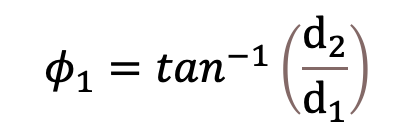 ϕ₁ = tan⁻¹ (d₂/d₁)